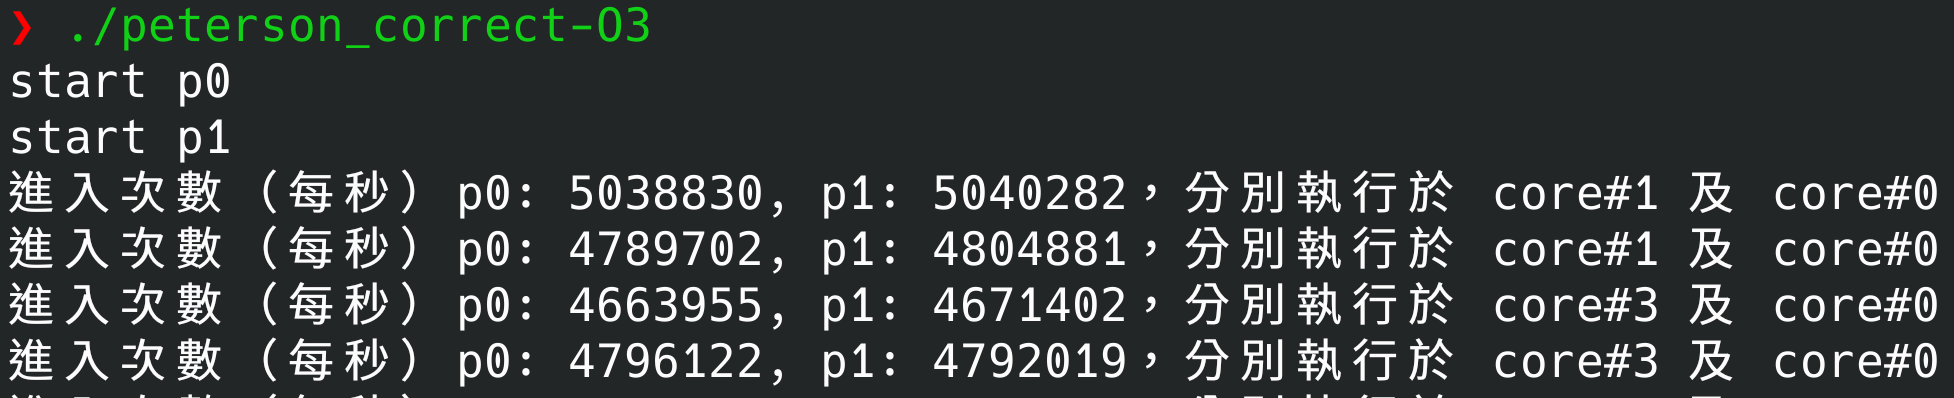 ❯ ./peterson_correct-O3
start p0
start p1
進入次數（每秒）p0: 5038830, p1: 5040282，分別執行於 core#1 及 core#0
進入次數（每秒）p0: 4789702, p1: 4804881，分別執行於 core#1 及 core#0
進入次數（每秒）p0: 4663955, p1: 4671402，分別執行於 core#3 及 core#0
進入次數（每秒）p0: 4796122, p1: 4792019，分別執行於 core#3 及 core#0